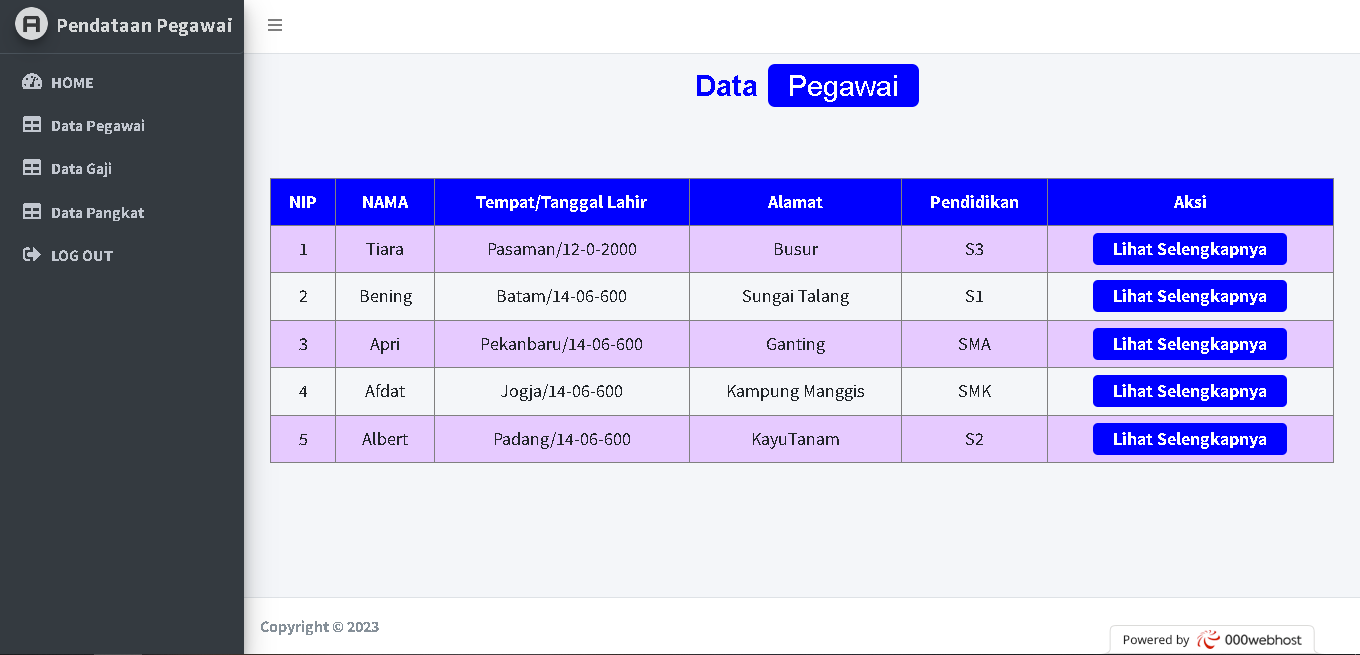 Pendataan Pegawai
HOME
Data Pegawai
Data Gaji
Data Pangkat
LOG OUT
Data Pegawai
NIP NAMA Tempat/Tanggal Lahir Alamat Pendidikan Aksi
1 Tiara Pasaman/12-0-2000 Busur S3 Lihat Selengkapnya
2 Bening Batam/14-06-600 Sungai Talang S1 Lihat Selengkapnya
3 Apri Pekanbaru/14-06-600 Ganting SMA Lihat Selengkapnya
4 Afdat Jogja/14-06-600 Kampung Manggis SMK Lihat Selengkapnya
5 Albert Padang/14-06-600 KayuTanam S2 Lihat Selengkapnya
Copyright © 2023
Powered by 000webhost